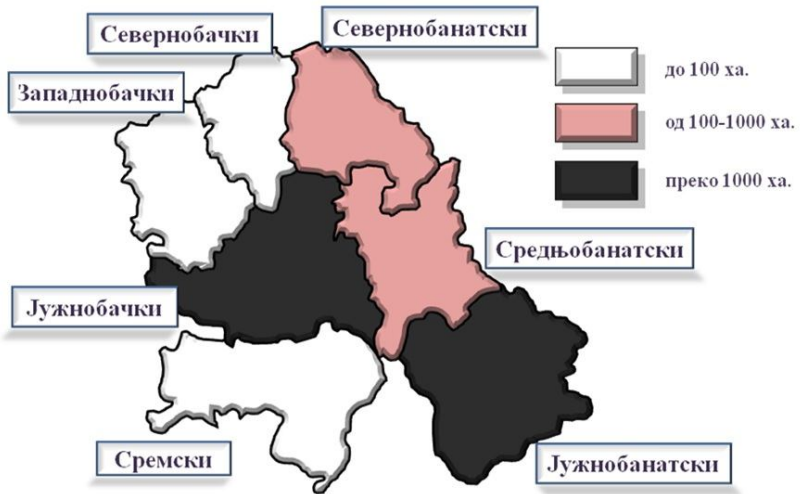 Севернобачки
Севернобанатски
Западнобачки
до 100 ха.
од 100-1000 ха.
преко 1000 ха.
Средњобанатски
Јужнобачки
Сремски
Јужнобанатски